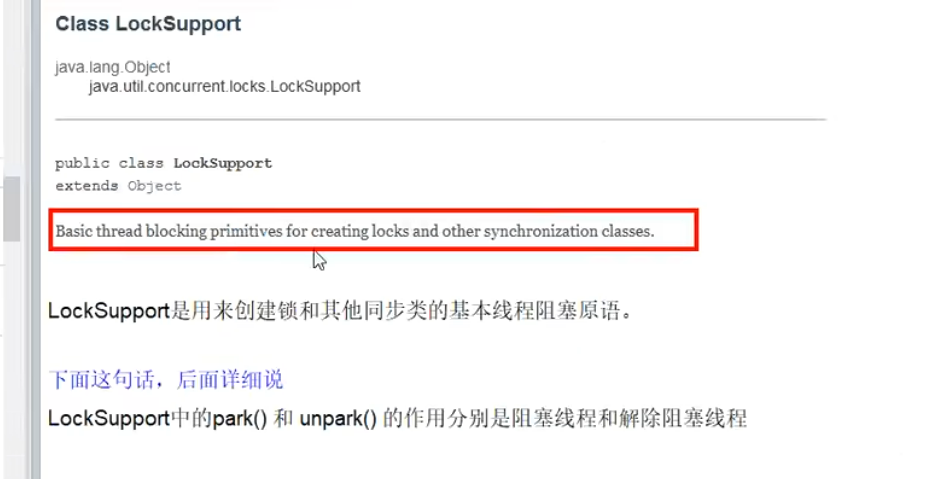 Class LockSupport
java.lang.Object
java.util.concurrent.locks.LockSupport
public class LockSupport
extends Object
Basic thread blocking primitives for creating locks and other synchronization classes.
LockSupport是用来创建锁和其他同步类的基本线程阻塞原语。
下面这句话，后面详细说
LockSupport中的park() 和 unpark() 的作用分别是阻塞线程和解除阻塞线程